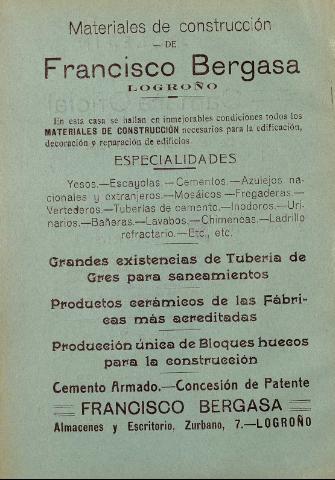 Materiales de construcción
— DE —
Francisco Bergasa
LOGROÑO
En esta casa se hallan en inmejorables condiciones todos los
MATERIALES DE CONSTRUCCIÓN necesarios para la edificación,
decoración y reparación de edificios.
ESPECIALIDADES
Yesos.—Escayolas.—Cementos.—Azulejos na-
cionales y extranjeros.—Mosáicos.—Fregaderas.—
Vertederos.—Tuberías de cemento.—Inodoros.—Uri-
narios.—Bañeras.—Lavabos.—Chimeneas.—Ladrillo
refractario.—Etc., etc.
Grandes existencias de Tubería de
Gres para saneamientos
Productos cerámicos de las Fábri-
cas más acreditadas
Producción única de Bloques huecos
para la construcción
Cemento Armado.—Concesión de Patente
FRANCISCO BERGASA
Almacenes y Escritorio, Zurbano, 7.—LOGROÑO